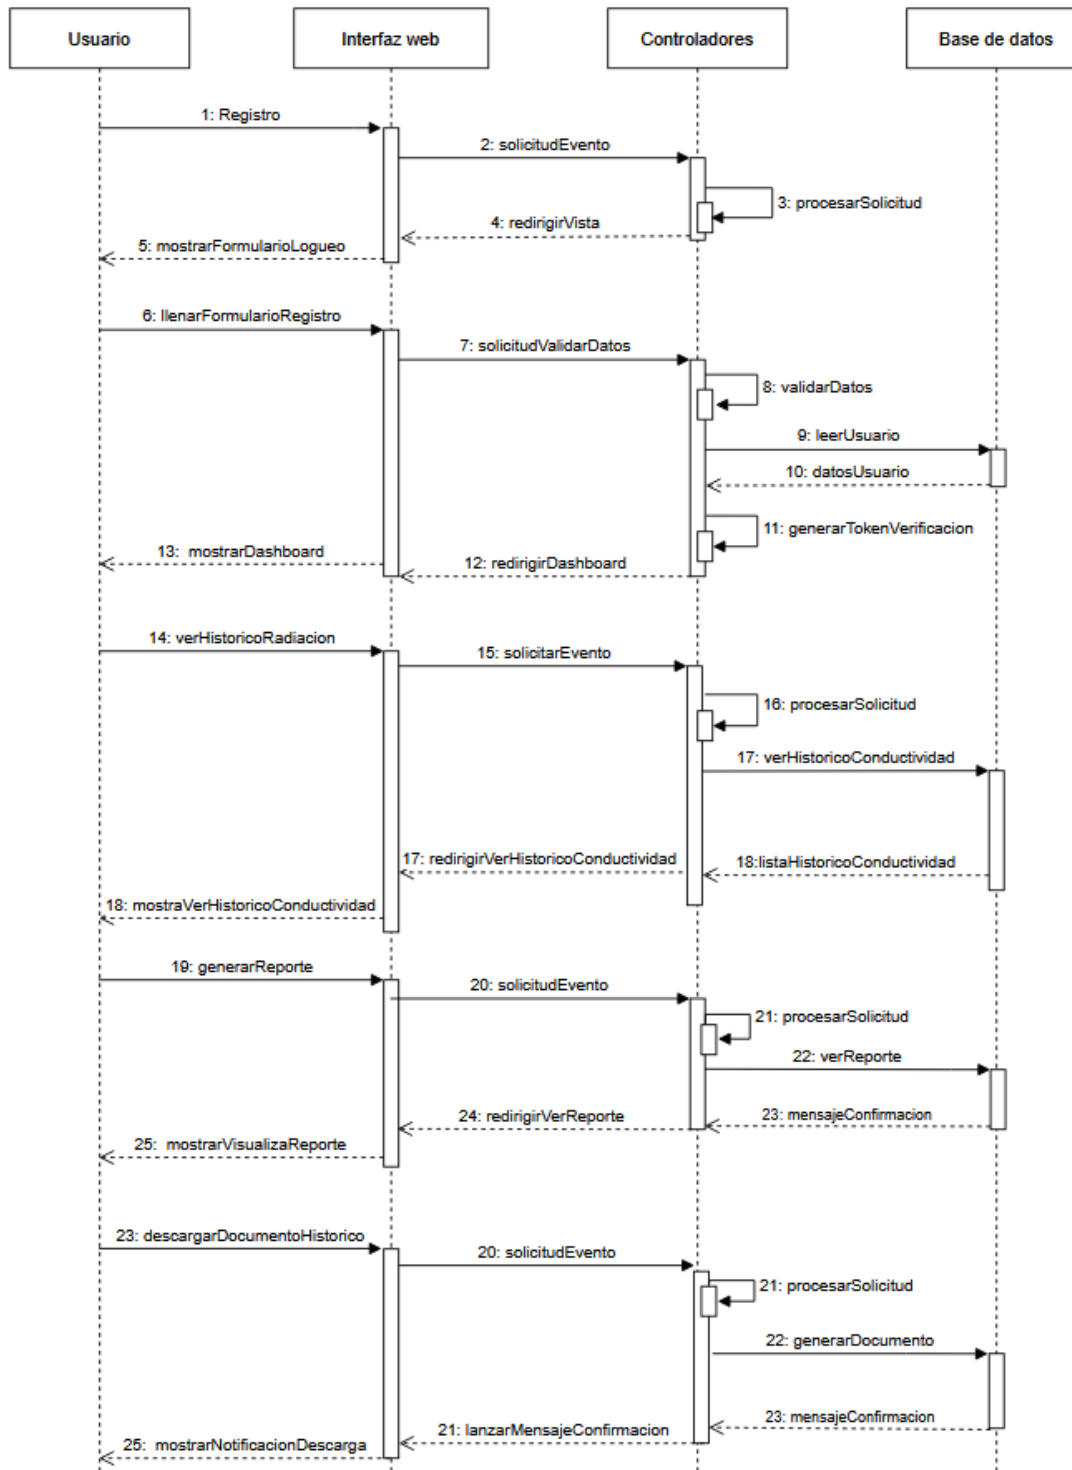 Usuario
Interfaz web
Controladores
Base de datos
1: Registro
2: solicitudEvento
3: procesarSolicitud
4: redirigirVista
5: mostrarFormularioLogueo
6: llenarFormularioRegistro
7: solicitudValidarDatos
8: validarDatos
9: leerUsuario
10: datosUsuario
11: generarTokenVerificacion
13: mostrarDashboard
12: redirigirDashboard
14: verHistoricoRadiacion
15: solicitarEvento
16: procesarSolicitud
17: verHistoricoConductividad
17: redirigirVerHistoricoConductividad
18:listaHistoricoConductividad
18: mostraVerHistoricoConductividad
19: generarReporte
20: solicitudEvento
21: procesarSolicitud
22: verReporte
24: redirigirVerReporte
23: mensajeConfirmacion
25: mostrarVisualizaReporte
23: descargarDocumentoHistorico
20: solicitudEvento
21: procesarSolicitud
22: generarDocumento
23: mensajeConfirmacion
21: lanzarMensajeConfirmacion
25: mostrarNotificacionDescarga